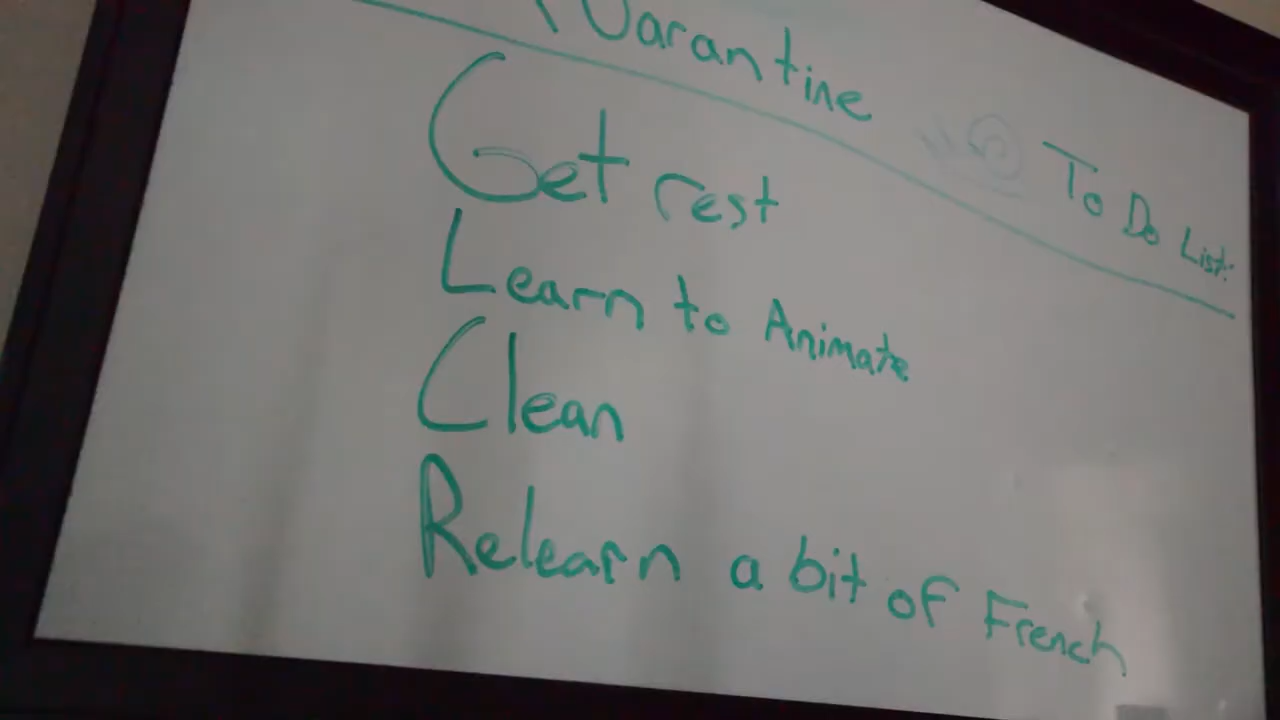 Quarantine To Do List:
Get rest
Learn to Animate
Clean
Relearn a bit of French